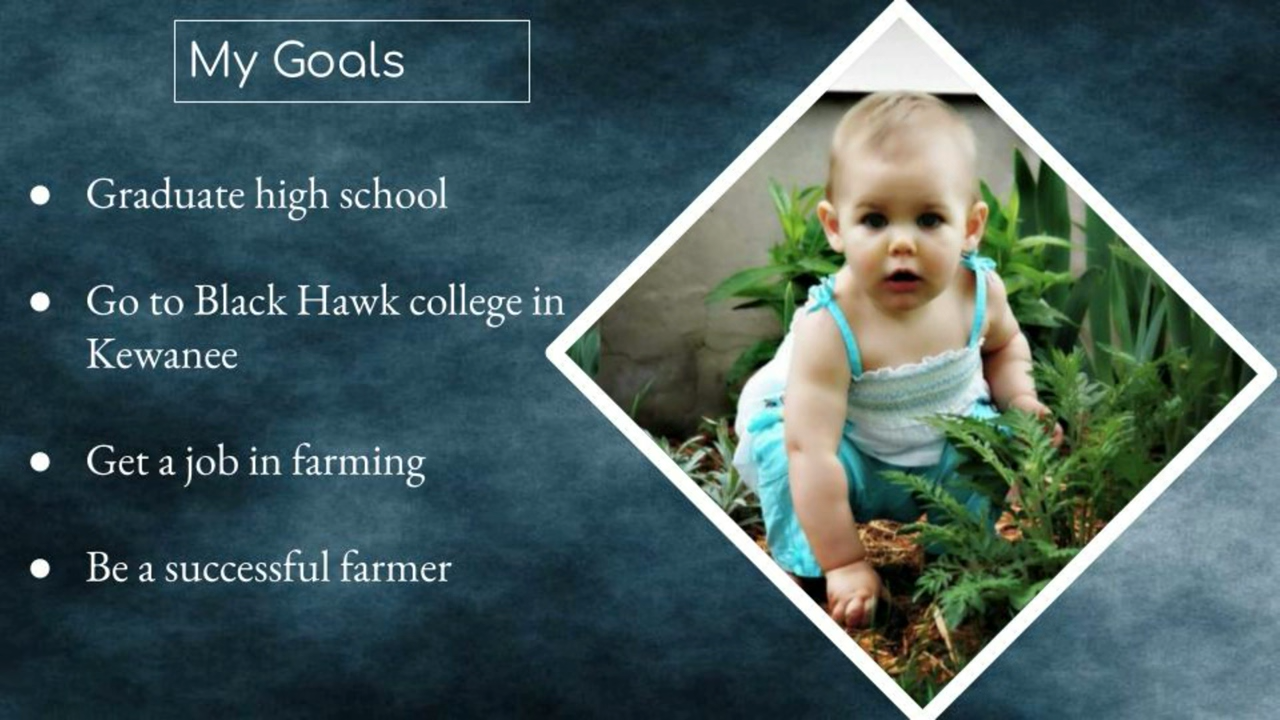 My Goals
Graduate high school
Go to Black Hawk college in
Kewanee
Get a job in farming
Be a successful farmer